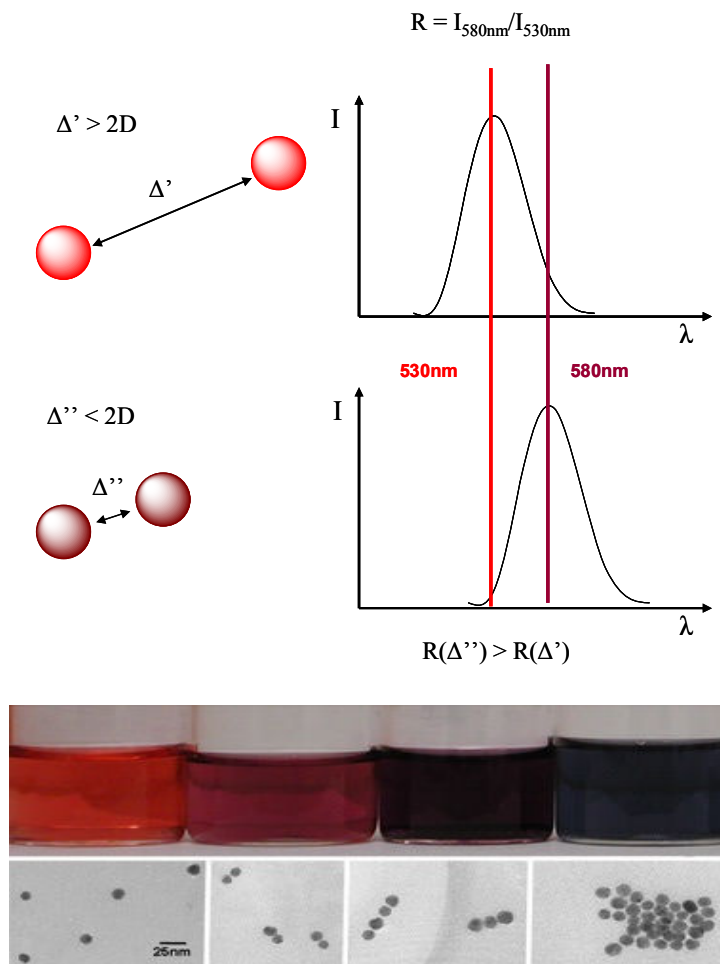 R = I580nm/I530nm
Δ’ > 2D
I
Δ’
λ
530nm
580nm
Δ’’ < 2D
I
Δ’’
λ
R(Δ’’) > R(Δ’)
25nm